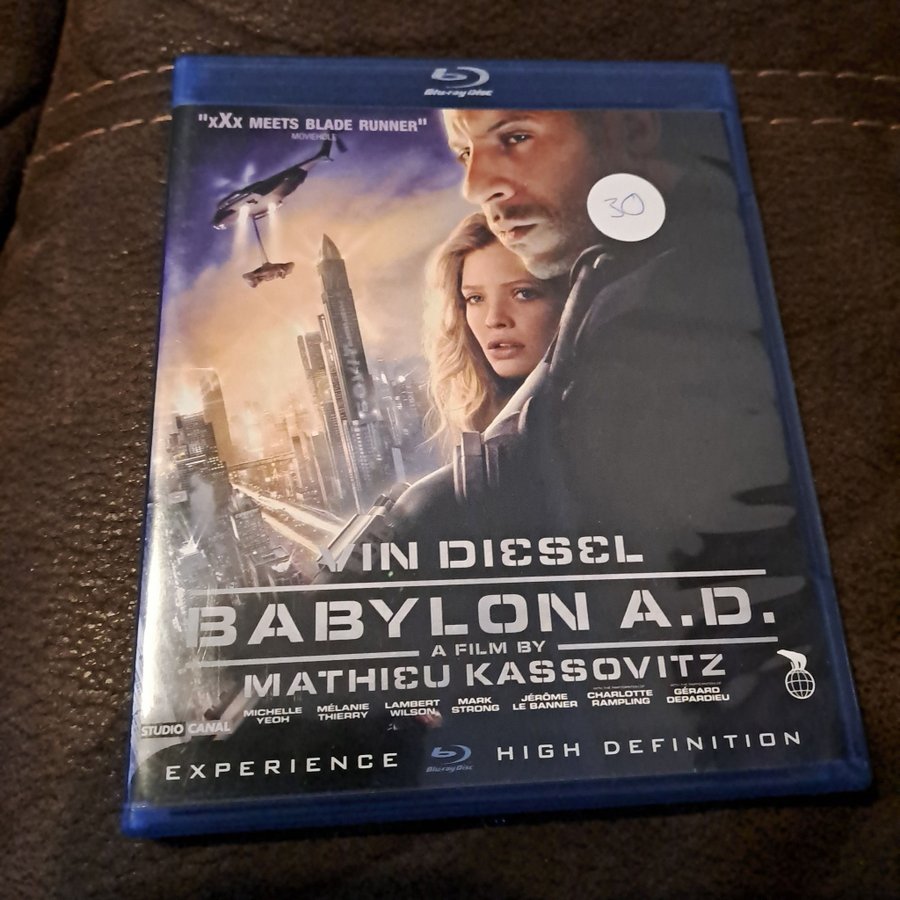 Blu-ray Disc
"xXx MEETS BLADE RUNNER"
MOVIEHOLE
30
VIN DIESEL
BABYLON A.D.
A FILM BY
MATHIEU KASSOVITZ
MICHELLE YEOH MÉLANIE THIERRY LAMBERT WILSON MARK STRONG JÉRÔME LE BANNER CHARLOTTE RAMPLING GÉRARD DEPARDIEU
STUDIO CANAL
EXPERIENCE Blu-ray Disc HIGH DEFINITION